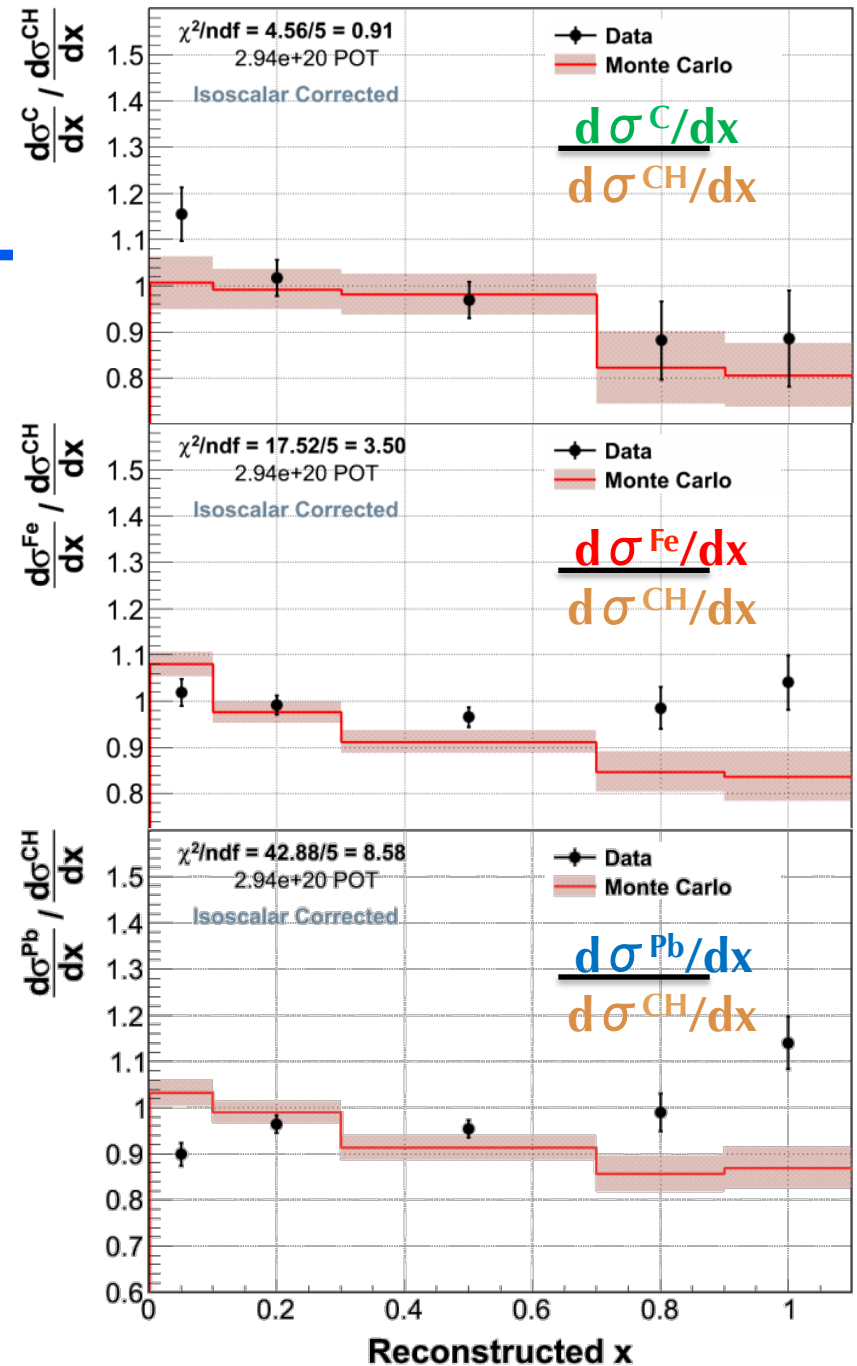 dσ^C/dx / dσ^CH/dx
χ²/ndf = 4.56/5 = 0.91
2.94e+20 POT
Isoscalar Corrected
Data
Monte Carlo
dσ^C/dx
dσ^CH/dx
1.5
1.4
1.3
1.2
1.1
1
0.9
0.8
dσ^Fe/dx / dσ^CH/dx
χ²/ndf = 17.52/5 = 3.50
2.94e+20 POT
Isoscalar Corrected
Data
Monte Carlo
dσ^Fe/dx
dσ^CH/dx
1.5
1.4
1.3
1.2
1.1
1
0.9
0.8
dσ^Pb/dx / dσ^CH/dx
χ²/ndf = 42.88/5 = 8.58
2.94e+20 POT
Isoscalar Corrected
Data
Monte Carlo
dσ^Pb/dx
dσ^CH/dx
1.5
1.4
1.3
1.2
1.1
1
0.9
0.8
0.7
0.6
0 0.2 0.4 0.6 0.8 1
Reconstructed x